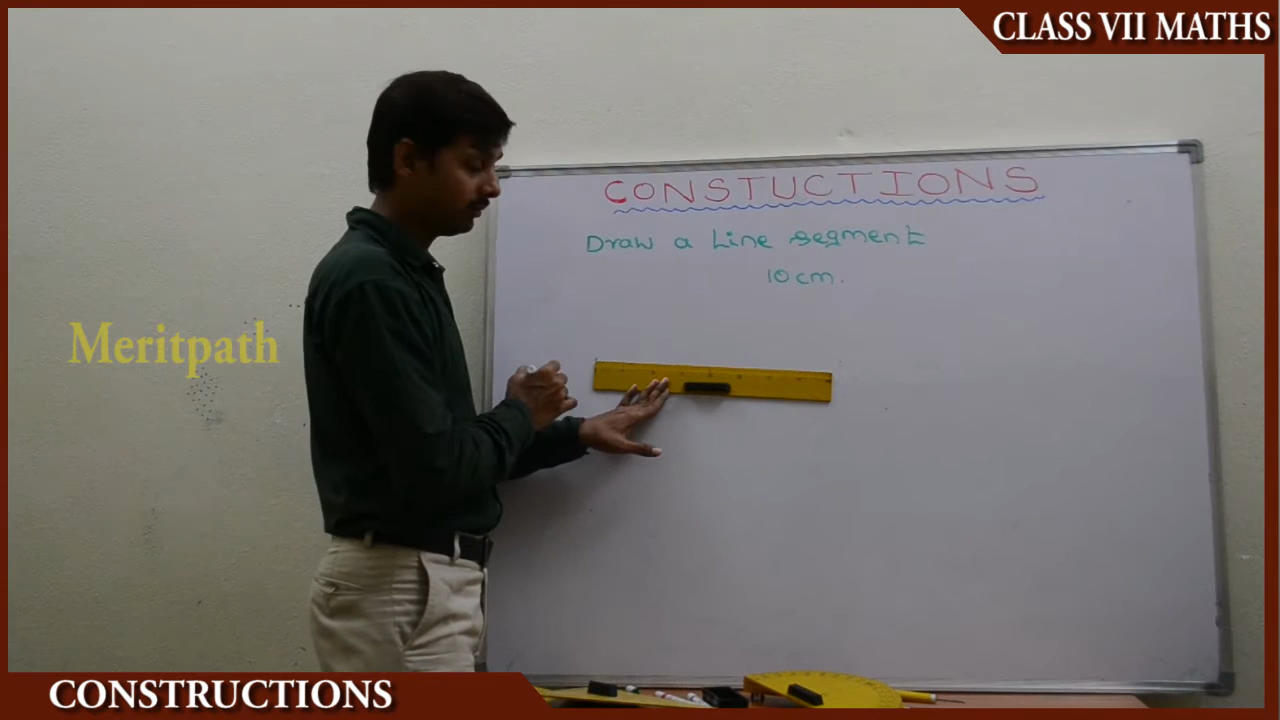 CLASS VII MATHS
CONSTUCTIONS
Draw a Line segment
10 cm.
Meritpath
CONSTRUCTIONS